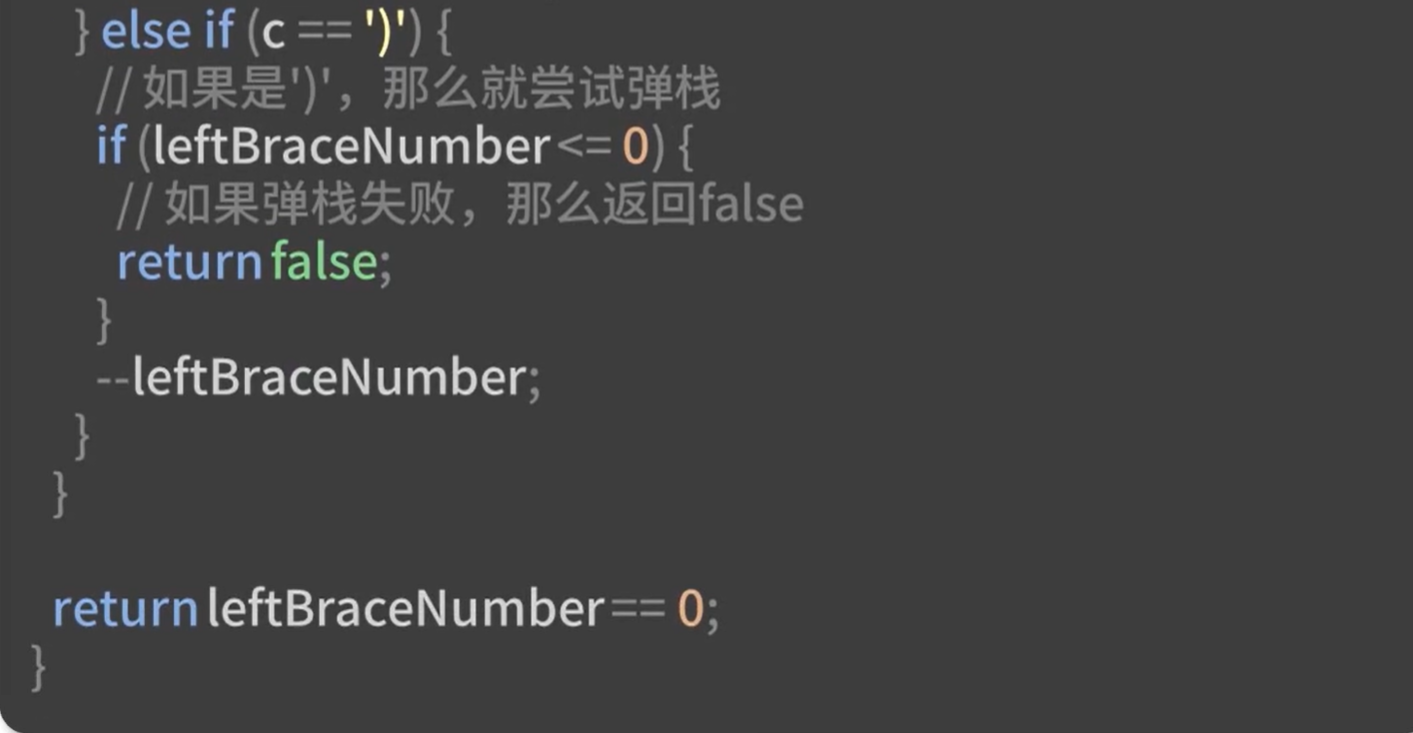 } else if (c == ')') {
// 如果是')'，那么就尝试弹栈
if (leftBraceNumber <= 0) {
// 如果弹栈失败，那么返回false
return false;
}
--leftBraceNumber;
}
}
return leftBraceNumber == 0;
}